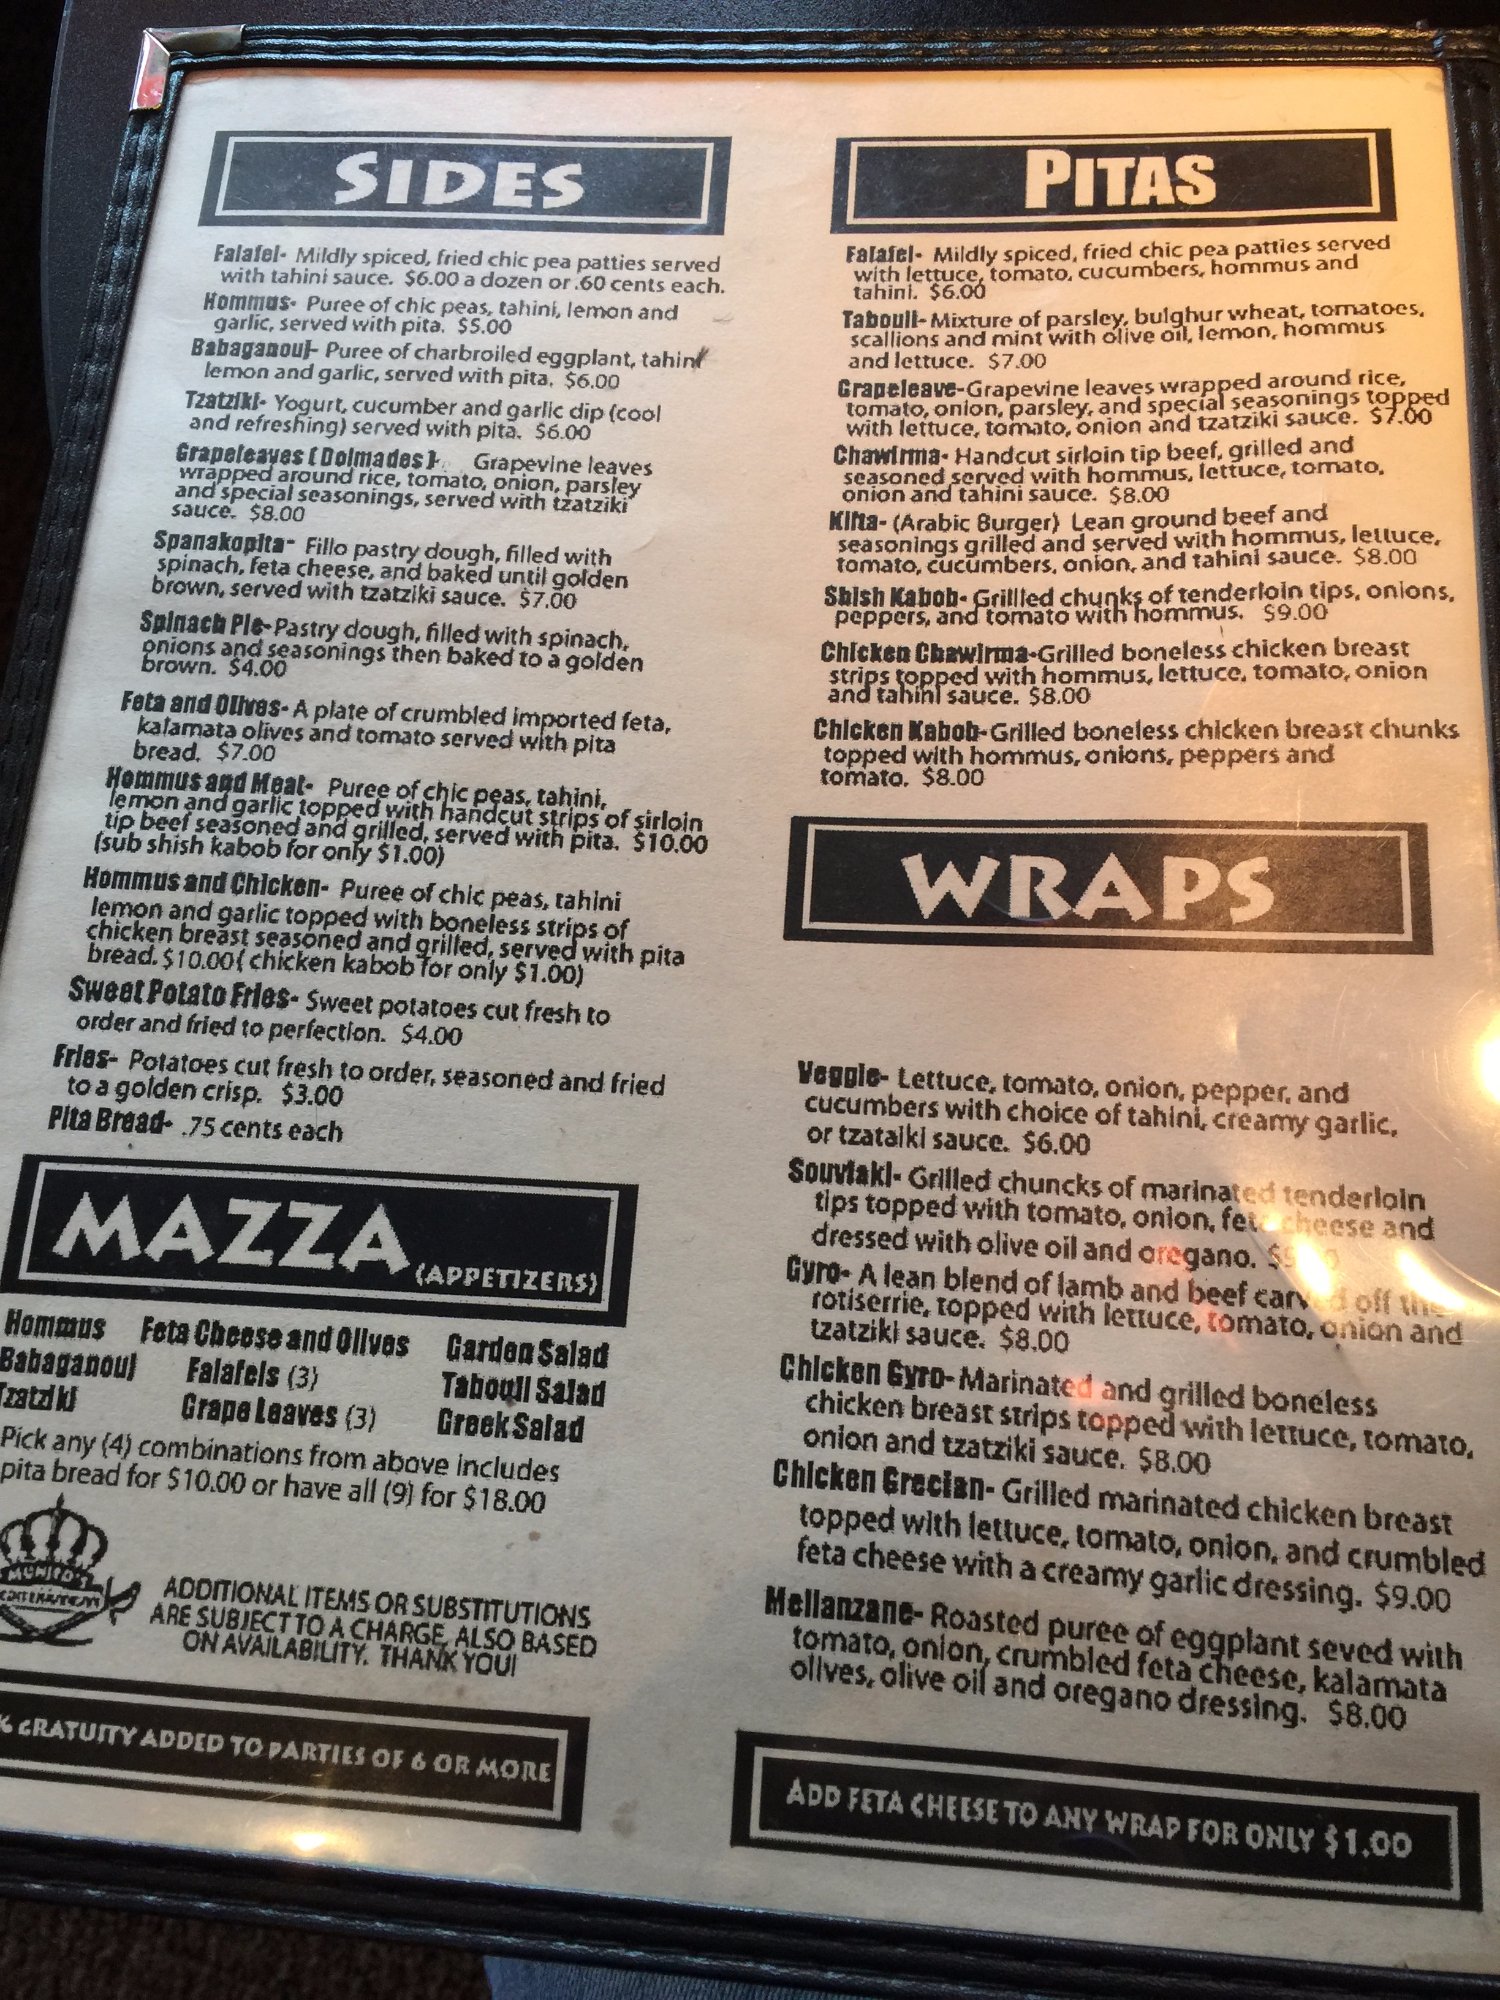 SIDES
Falafel- Mildly spiced, fried chic pea patties served
with tahini sauce. $6.00 a dozen or .60 cents each.
Hommus- Puree of chic peas, tahini, lemon and
garlic, served with pita. $5.00
Babaganouj- Puree of charbroiled eggplant, tahini
lemon and garlic, served with pita. $6.00
Tzatziki- Yogurt, cucumber and garlic dip (cool
and refreshing) served with pita. $6.00
Grapeleaves (Dolmades)- Grapevine leaves
wrapped around rice, tomato, onion, parsley
and special seasonings, served with tzatziki
sauce. $8.00
Spanakopita- Fillo pastry dough, filled with
spinach, feta cheese, and baked until golden
brown, served with tzatziki sauce. $7.00
Spinach Pie-Pastry dough, filled with spinach,
onions and seasonings then baked to a golden
brown. $4.00
Feta and Olives- A plate of crumbled imported feta,
kalamata olives and tomato served with pita
bread. $7.00
Hommus and Meat- Puree of chic peas, tahini,
lemon and garlic topped with handcut strips of sirloin
tip beef seasoned and grilled, served with pita. $10.00
(sub shish kabob for only $1.00)
Hommus and Chicken- Puree of chic peas, tahini
lemon and garlic topped with boneless strips of
chicken breast seasoned and grilled, served with pita
bread. $10.00( chicken kabob for only $1.00)
Sweet Potato Fries- Sweet potatoes cut fresh to
order and fried to perfection. $4.00
Fries- Potatoes cut fresh to order, seasoned and fried
to a golden crisp. $3.00
Pita Bread- .75 cents each
MAZZA (APPETIZERS)
Hommus Feta Cheese and Olives Garden Salad
Babaganouj Falafels (3) Tabouli Salad
Tzatziki Grape Leaves (3) Greek Salad
Pick any (4) combinations from above includes
pita bread for $10.00 or have all (9) for $18.00
ADDITIONAL ITEMS OR SUBSTITUTIONS
ARE SUBJECT TO A CHARGE, ALSO BASED
ON AVAILABILITY. THANK YOU!
% GRATUITY ADDED TO PARTIES OF 6 OR MORE
PITAS
Falafel- Mildly spiced, fried chic pea patties served
with lettuce, tomato, cucumbers, hommus and
tahini. $6.00
Tabouli-Mixture of parsley, bulghur wheat, tomatoes,
scallions and mint with olive oil, lemon, hommus
and lettuce. $7.00
Grapeleave-Grapevine leaves wrapped around rice,
tomato, onion, parsley, and special seasonings topped
with lettuce, tomato, onion and tzatziki sauce. $7.00
Chawirma- Handcut sirloin tip beef, grilled and
seasoned served with hommus, lettuce, tomato,
onion and tahini sauce. $8.00
Kifta- (Arabic Burger) Lean ground beef and
seasonings grilled and served with hommus, lettuce,
tomato, cucumbers, onion, and tahini sauce. $8.00
Shish Kabob- Grillled chunks of tenderloin tips, onions,
peppers, and tomato with hommus. $9.00
Chicken Chawirma-Grilled boneless chicken breast
strips topped with hommus, lettuce, tomato, onion
and tahini sauce. $8.00
Chicken Kabob-Grilled boneless chicken breast chunks
topped with hommus, onions, peppers and
tomato. $8.00
WRAPS
Veggie- Lettuce, tomato, onion, pepper, and
cucumbers with choice of tahini, creamy garlic,
or tzataiki sauce. $6.00
Souvlaki- Grilled chuncks of marinated tenderloin
tips topped with tomato, onion, feta cheese and
dressed with olive oil and oregano.
Gyro- A lean blend of lamb and beef carved off the
rotiserrie, topped with lettuce, tomato, onion and
tzatziki sauce. $8.00
Chicken Gyro- Marinated and grilled boneless
chicken breast strips topped with lettuce, tomato,
onion and tzatziki sauce. $8.00
Chicken Grecian- Grilled marinated chicken breast
topped with lettuce, tomato, onion, and crumbled
feta cheese with a creamy garlic dressing. $9.00
Mellanzane- Roasted puree of eggplant seved with
tomato, onion, crumbled feta cheese, kalamata
olives, olive oil and oregano dressing. $8.00
ADD FETA CHEESE TO ANY WRAP FOR ONLY $1.00